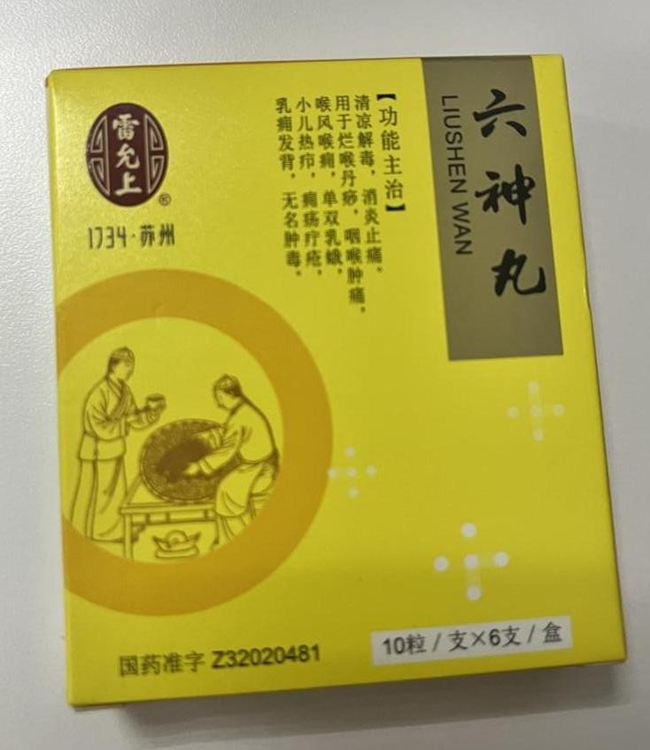 六神丸
LIUSHEN WAN
【功能主治】
清凉解毒，消炎止痛。
用于烂喉丹痧，咽喉肿痛，
喉风喉痈，单双乳蛾，
小儿热疖，痈疡疔疮，
乳痈发背，无名肿毒。
雷允上®
1734·苏州
国药准字 Z32020481
10粒/支×6支/盒